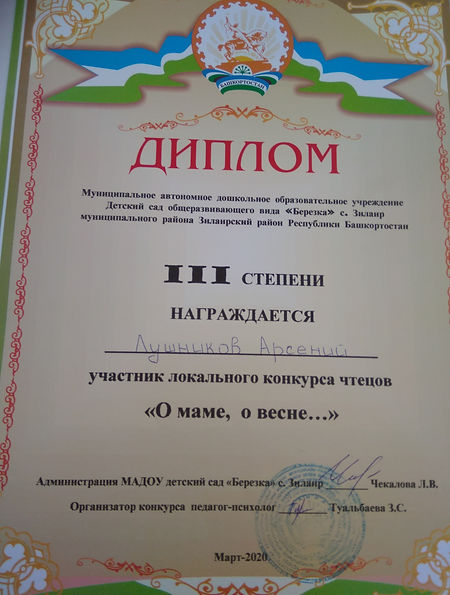 БАШКОРТОСТАН
ДИПЛОМ
Муниципальное автономное дошкольное образовательное учреждение
Детский сад общеразвивающего вида «Березка» с. Зилаир
муниципального района Зилаирский район Республики Башкортостан
III СТЕПЕНИ
НАГРАЖДАЕТСЯ
Лушников Арсений
участник локального конкурса чтецов
«О маме, о весне...»
Администрация МАДОУ детский сад «Березка» с. Зилаир Чекалова Л.В.
Организатор конкурса педагог-психолог Туальбаева З.С.
Март-2020